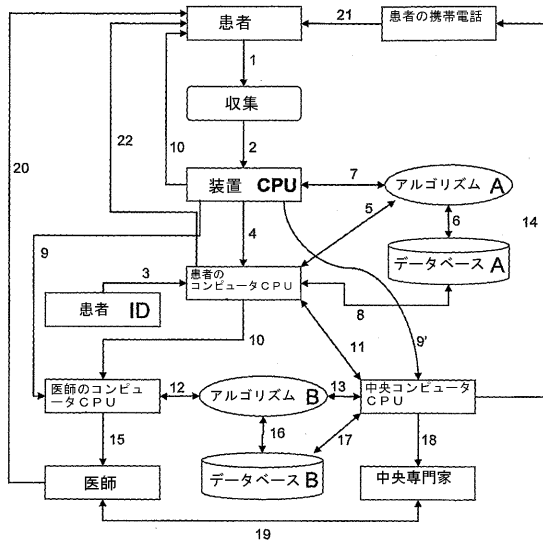 患者
21
患者の携帯電話
1
収集
20
22
10
2
装置 CPU
7
アルゴリズム A
5
6
14
9
4
データベース A
3
患者の
コンピュータCPU
患者 ID
8
10
11
9'
医師のコンピュ
ータCPU
12
アルゴリズム B
13
中央コンピュータ
CPU
15
16
17
18
医師
データベース B
中央専門家
19